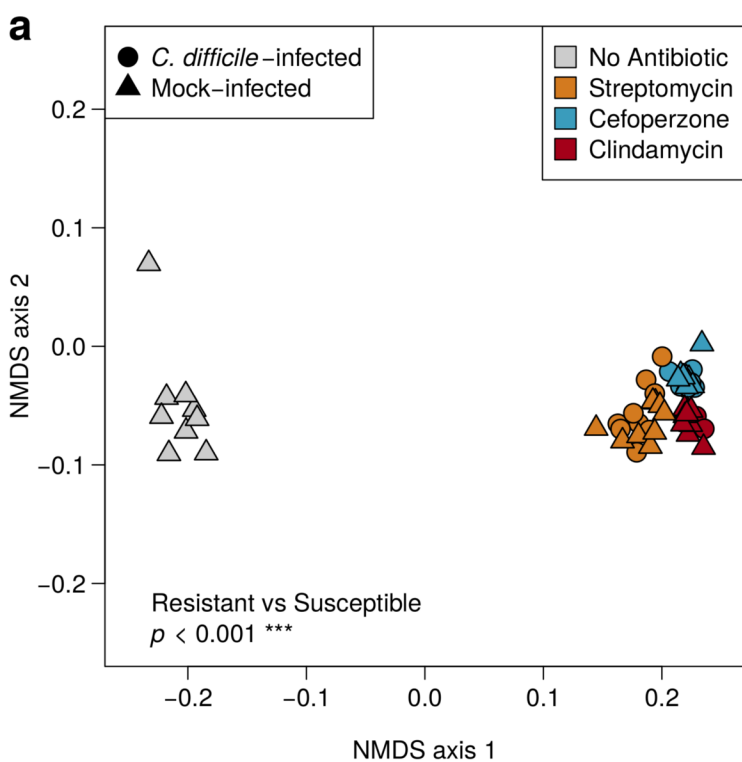 a
C. difficile−infected
Mock−infected
No Antibiotic
Streptomycin
Cefoperzone
Clindamycin
0.2
0.1
0.0
−0.1
−0.2
NMDS axis 2
Resistant vs Susceptible
p < 0.001 ***
−0.2 −0.1 0.0 0.1 0.2
NMDS axis 1